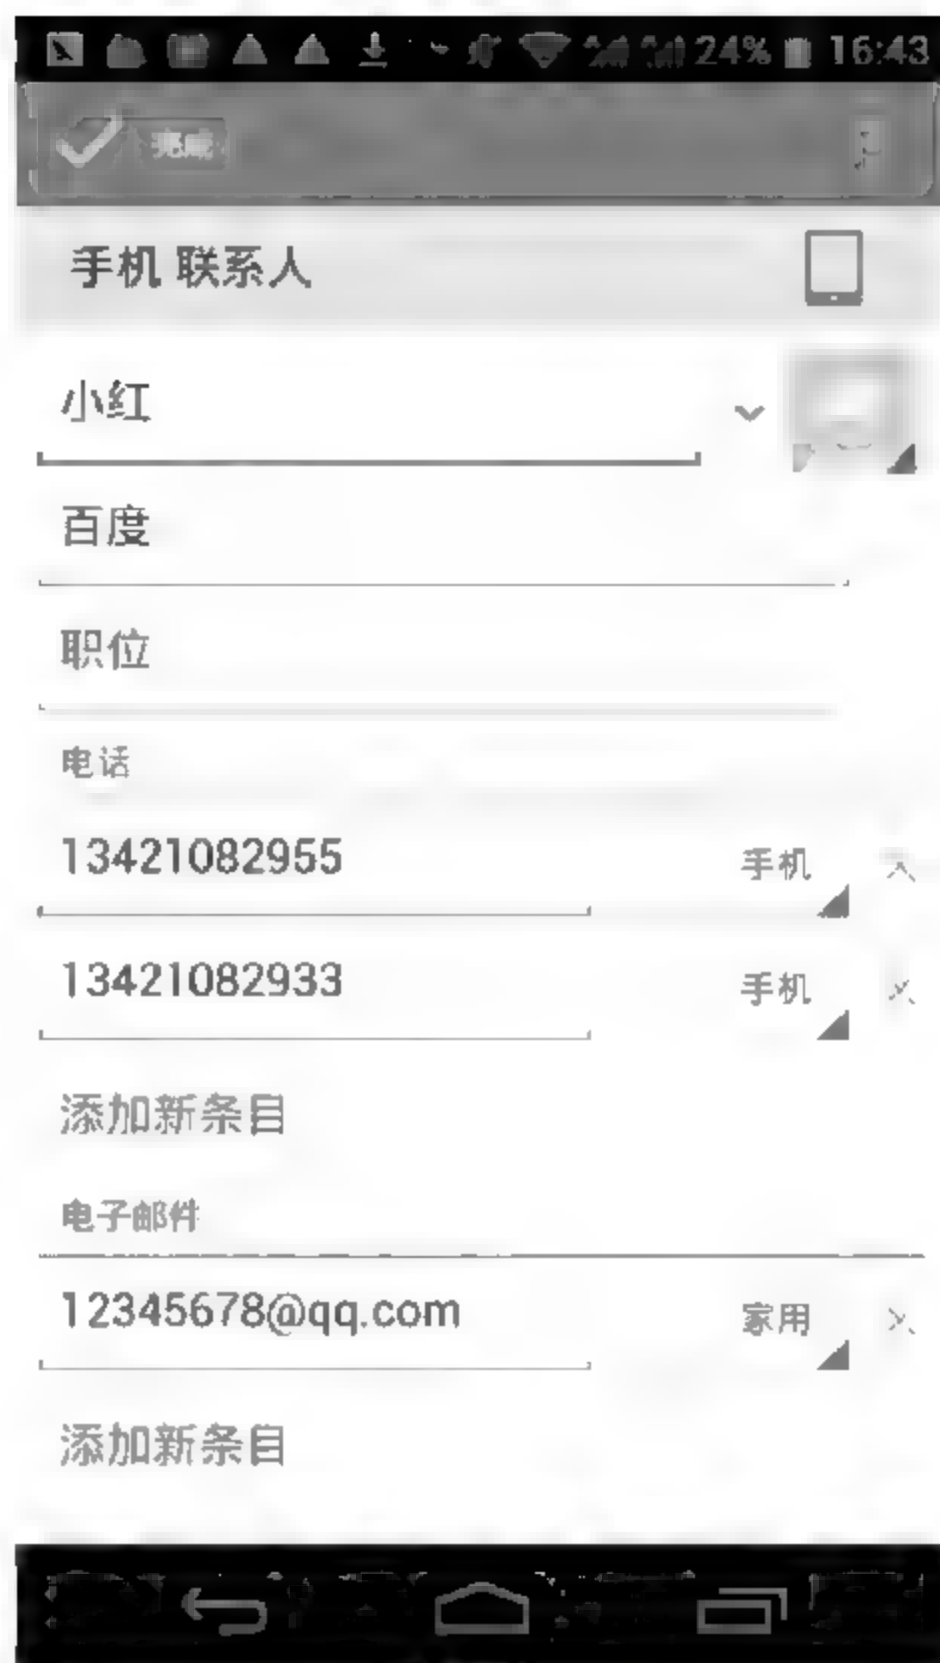 24% 16:43
完成
手机 联系人
小红
百度
职位
电话
13421082955 手机
13421082933 手机
添加新条目
电子邮件
12345678@qq.com 家用
添加新条目